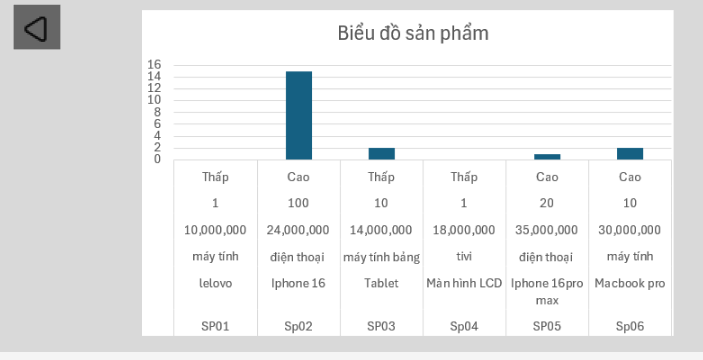 Biểu đồ sản phẩm
16
14
12
10
8
6
4
2
0
Thấp Cao Thấp Thấp Cao Cao
1 100 10 1 20 10
10,000,000 24,000,000 14,000,000 18,000,000 35,000,000 30,000,000
máy tính điện thoại máy tính bảng tivi điện thoại máy tính
lelovo Iphone 16 Tablet Màn hình LCD Iphone 16pro Macbook pro
max
SP01 Sp02 SP03 Sp04 SP05 Sp06